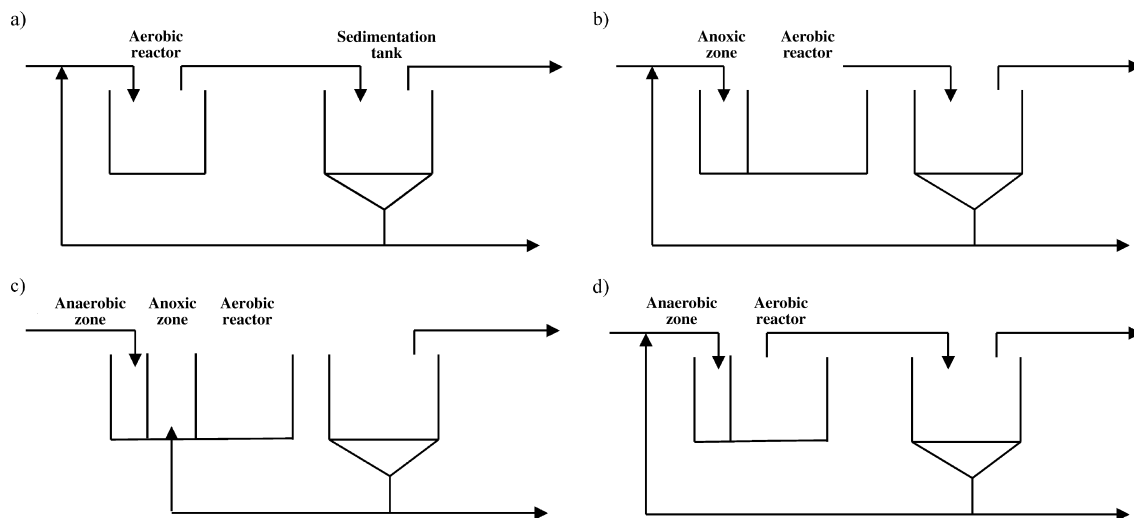 a)
Aerobic
reactor
Sedimentation
tank
b)
Anoxic
zone
Aerobic
reactor
c)
Anaerobic
zone
Anoxic
zone
Aerobic
reactor
d)
Anaerobic
zone
Aerobic
reactor